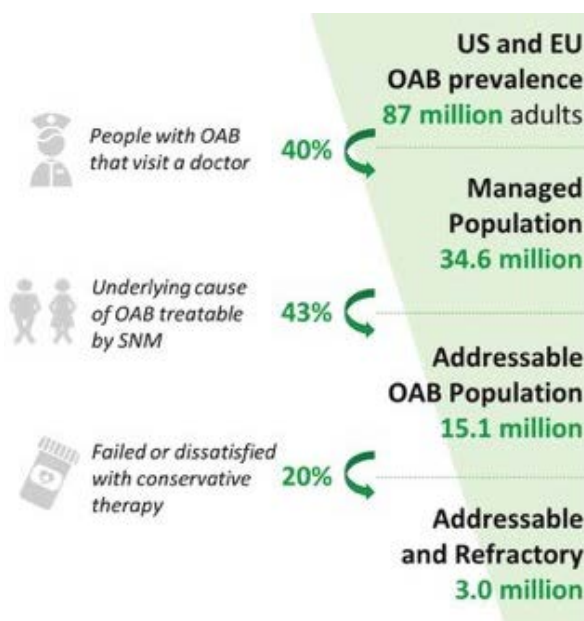 US and EU
OAB prevalence
87 million adults
People with OAB
that visit a doctor
40%
Managed
Population
34.6 million
Underlying cause
of OAB treatable
by SNM
43%
Addressable
OAB Population
15.1 million
Failed or dissatisfied
with conservative
therapy
20%
Addressable
and Refractory
3.0 million